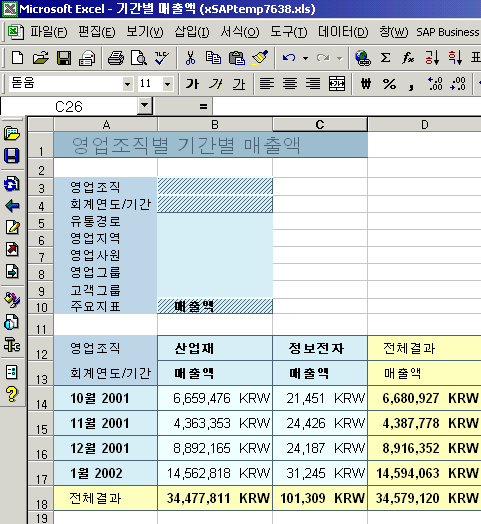 Microsoft Excel - 기간별 매출액 (xSAPtemp7638.xls)
파일(F) 편집(E) 보기(V) 삽입(I) 서식(O) 도구(T) 데이터(D) 창(W) SAP Business
돋움 11 가 가 가
C26 =
A B C D
1 영업조직별 기간별 매출액
2
3 영업조직
4 회계연도/기간
5 유통경로
6 영업지역
7 영업사원
8 영업그룹
9 고객그룹
10 주요지표 매출액
11
12 영업조직 산업재 정보전자 전체결과
13 회계연도/기간 매출액 매출액 매출액
14 10월 2001 6,659,476 KRW 21,451 KRW 6,680,927 KRW
15 11월 2001 4,363,353 KRW 24,426 KRW 4,387,778 KRW
16 12월 2001 8,892,165 KRW 24,187 KRW 8,916,352 KRW
17 1월 2002 14,562,818 KRW 31,245 KRW 14,594,063 KRW
18 전체결과 34,477,811 KRW 101,309 KRW 34,579,120 KRW
19